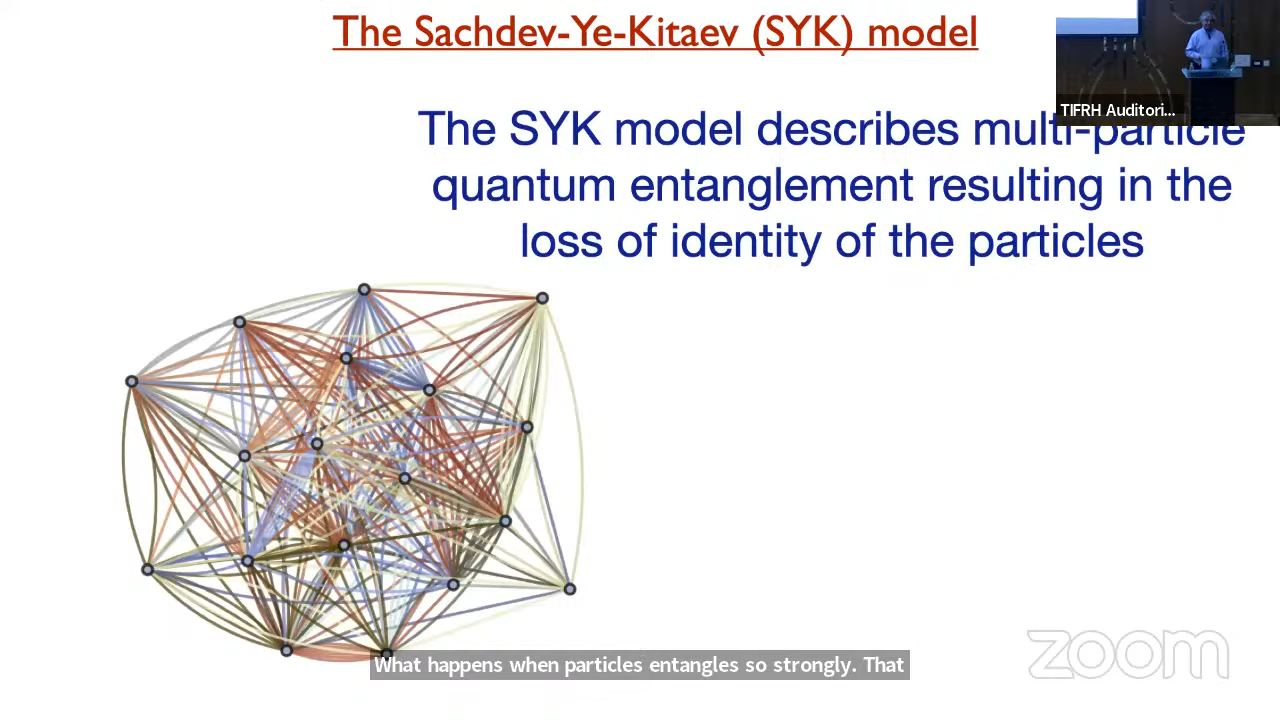 The Sachdev-Ye-Kitaev (SYK) model
TIFRH Auditori...
The SYK model describes multi-particle
quantum entanglement resulting in the
loss of identity of the particles
What happens when particles entangles so strongly. That
zoom